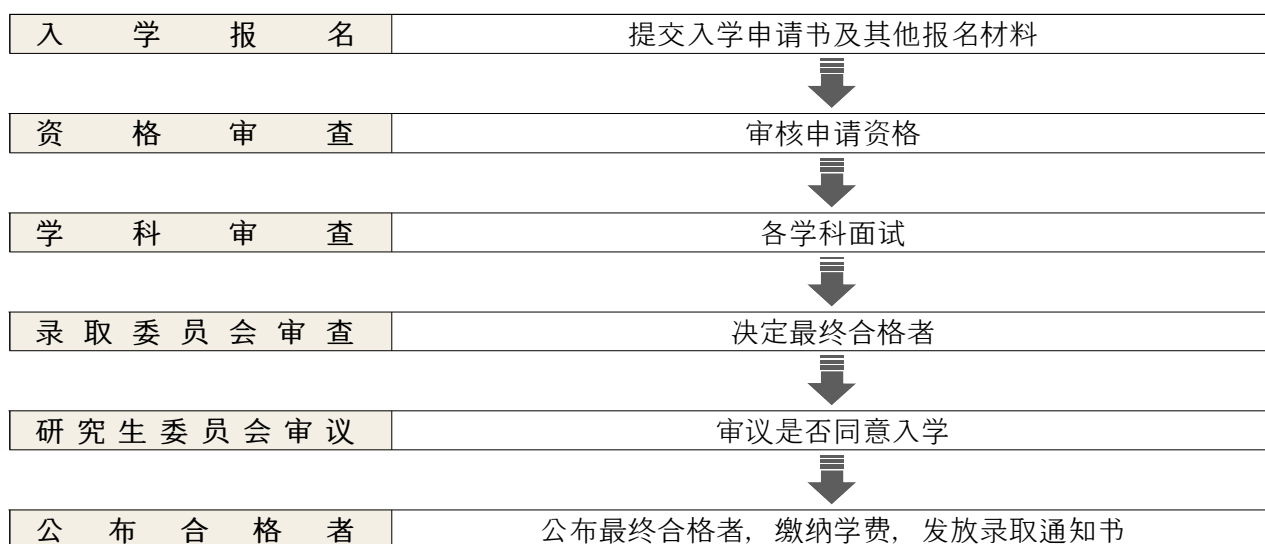 入学报名 提交入学申请书及其他报名材料
资格审查 审核申请资格
学科审查 各学科面试
录取委员会审查 决定最终合格者
研究生委员会审议 审议是否同意入学
公布合格者 公布最终合格者, 缴纳学费, 发放录取通知书